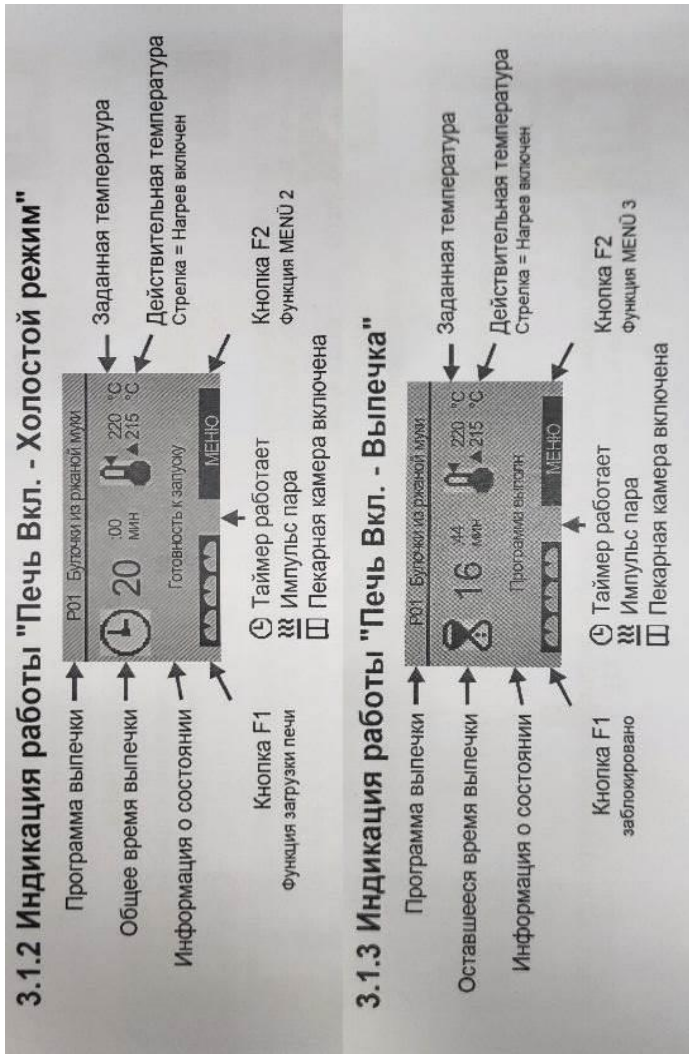 3.1.2 Индикация работы "Печь Вкл. - Холостой режим"
Программа выпечки
Общее время выпечки
Информация о состоянии
P01 Булочки из ржаной муки
20 :00 мин
220 °C
215 °C
Готовность к запуску
МЕНЮ
Заданная температура
Действительная температура
Стрелка = Нагрев включен
Кнопка F1
Функция загрузки печи
Таймер работает
Импульс пара
Пекарная камера включена
Кнопка F2
Функция MENÜ 2
3.1.3 Индикация работы "Печь Вкл. - Выпечка"
Программа выпечки
Оставшееся время выпечки
Информация о состоянии
P01 Булочки из ржаной муки
16 :44 мин
220 °C
215 °C
Программа выполн.
МЕНЮ
Заданная температура
Действительная температура
Стрелка = Нагрев включен
Кнопка F1
заблокировано
Таймер работает
Импульс пара
Пекарная камера включена
Кнопка F2
Функция MENÜ 3